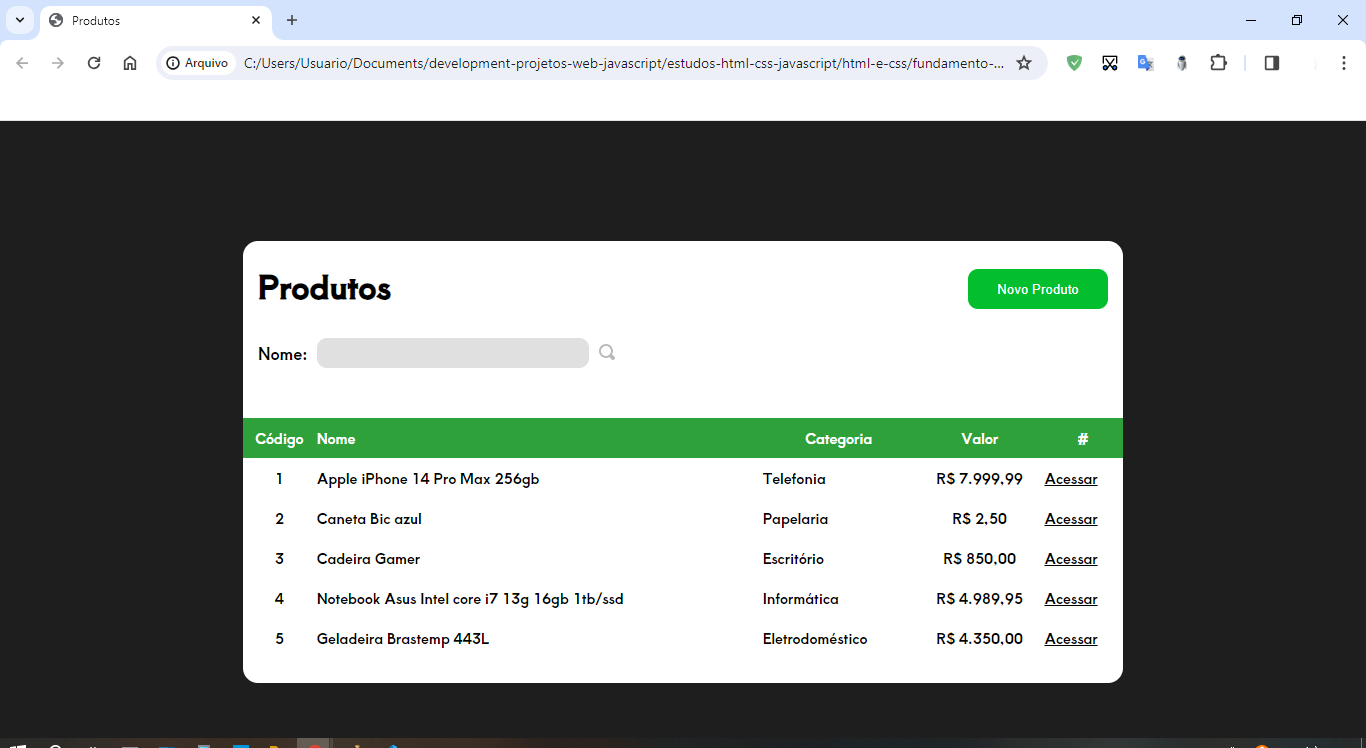 Produtos
Arquivo C:/Users/Usuario/Documents/development-projetos-web-javascript/estudos-html-css-javascript/html-e-css/fundamento-...
Produtos Novo Produto
Nome:
Código Nome Categoria Valor #
1 Apple iPhone 14 Pro Max 256gb Telefonia R$ 7.999,99 Acessar
2 Caneta Bic azul Papelaria R$ 2,50 Acessar
3 Cadeira Gamer Escritório R$ 850,00 Acessar
4 Notebook Asus Intel core i7 13g 16gb 1tb/ssd Informática R$ 4.989,95 Acessar
5 Geladeira Brastemp 443L Eletrodoméstico R$ 4.350,00 Acessar